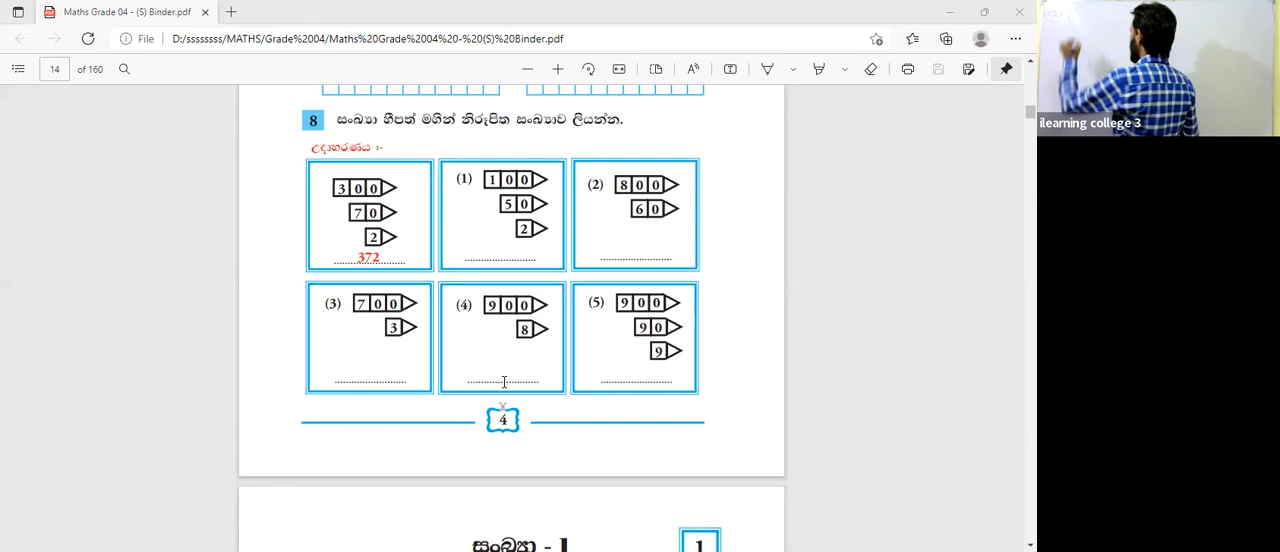 Maths Grade 04 - (S) Binder.pdf
File D:/ssssssss/MATHS/Grade%2004/Maths%20Grade%2004%20-%20(S)%20Binder.pdf
14 of 160
ilearning college 3
8 සංඛ්‍යා හීපත් මගින් නිරූපිත සංඛ්‍යාව ලියන්න.
උදාහරණය :-
300
70
2
372
(1) 100
50
2
(2) 800
60
(3) 700
3
(4) 900
8
(5) 900
90
9
4
සංඛ්‍යා - I
1